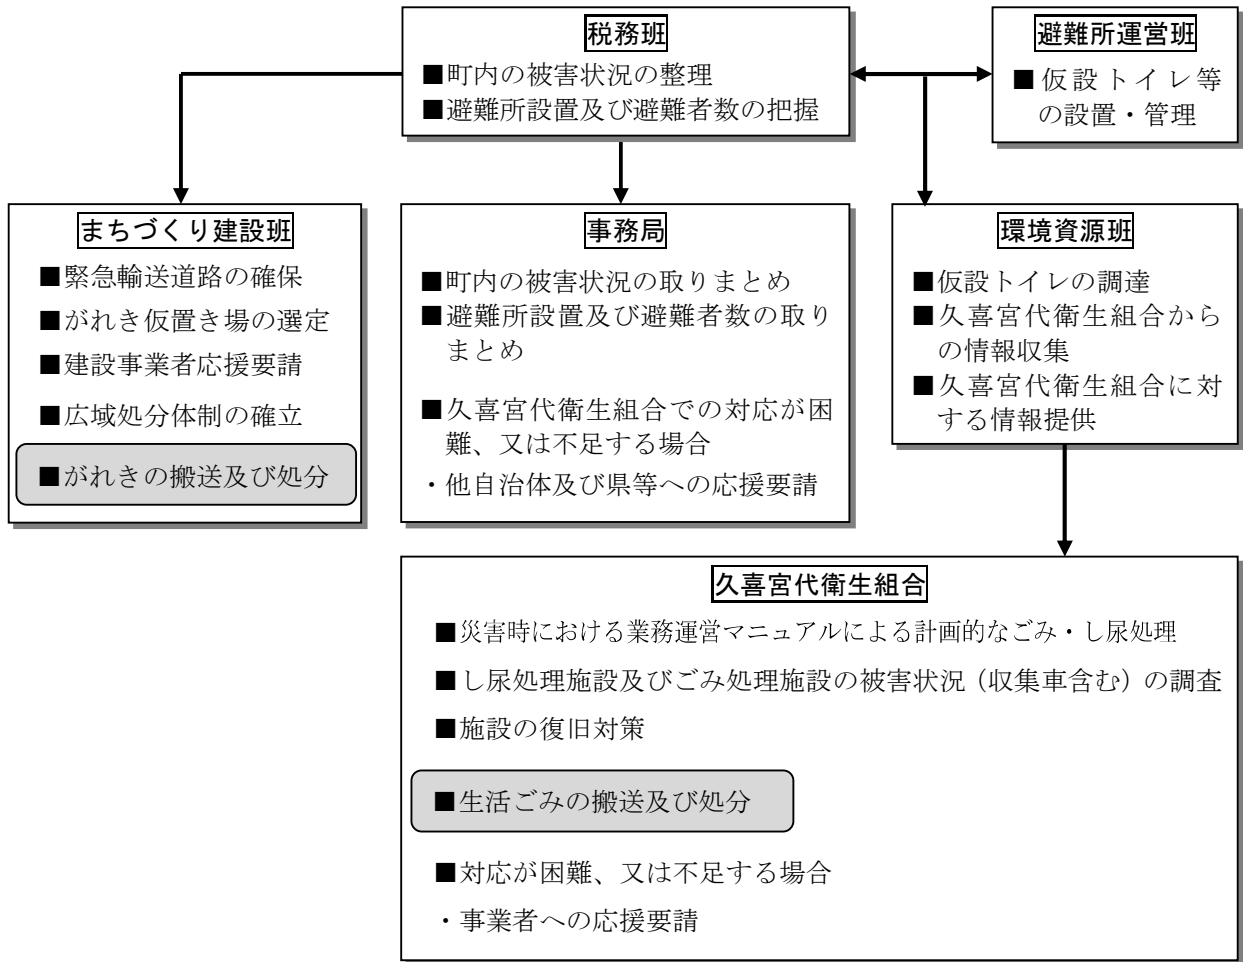 税務班
■町内の被害状況の整理
■避難所設置及び避難者数の把握
避難所運営班
■仮設トイレ等
の設置・管理
まちづくり建設班
■緊急輸送道路の確保
■がれき仮置き場の選定
■建設事業者応援要請
■広域処分体制の確立
■がれきの搬送及び処分
事務局
■町内の被害状況の取りまとめ
■避難所設置及び避難者数の取り
まとめ
■久喜宮代衛生組合での対応が困
難、又は不足する場合
・他自治体及び県等への応援要請
環境資源班
■仮設トイレの調達
■久喜宮代衛生組合から
の情報収集
■久喜宮代衛生組合に対
する情報提供
久喜宮代衛生組合
■災害時における業務運営マニュアルによる計画的なごみ・し尿処理
■し尿処理施設及びごみ処理施設の被害状況（収集車含む）の調査
■施設の復旧対策
■生活ごみの搬送及び処分
■対応が困難、又は不足する場合
・事業者への応援要請